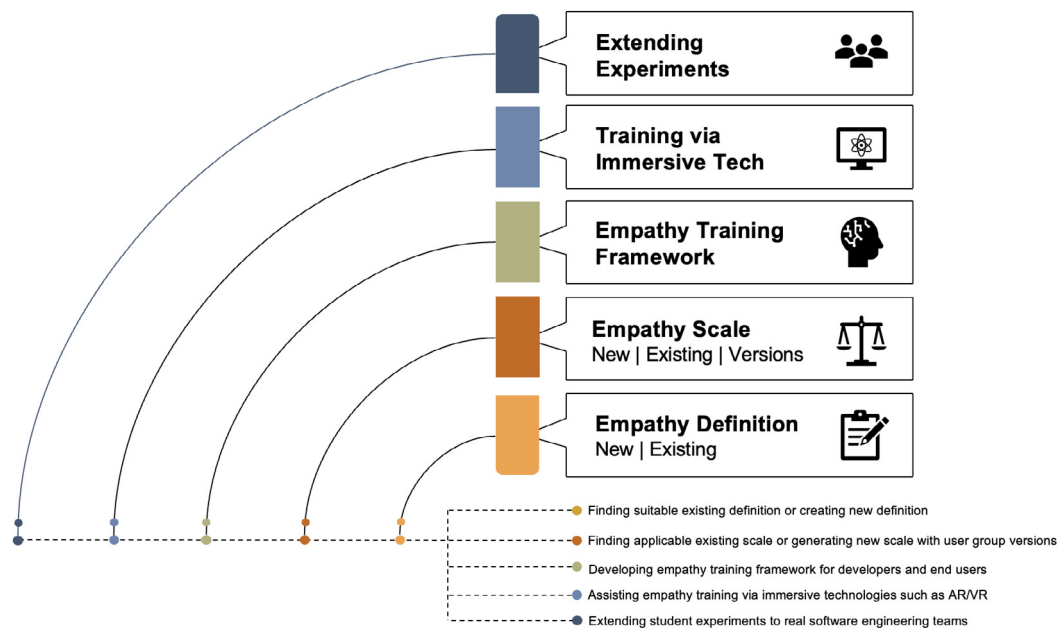 Extending
Experiments
Training via
Immersive Tech
Empathy Training
Framework
Empathy Scale
New | Existing | Versions
Empathy Definition
New | Existing
Finding suitable existing definition or creating new definition
Finding applicable existing scale or generating new scale with user group versions
Developing empathy training framework for developers and end users
Assisting empathy training via immersive technologies such as AR/VR
Extending student experiments to real software engineering teams